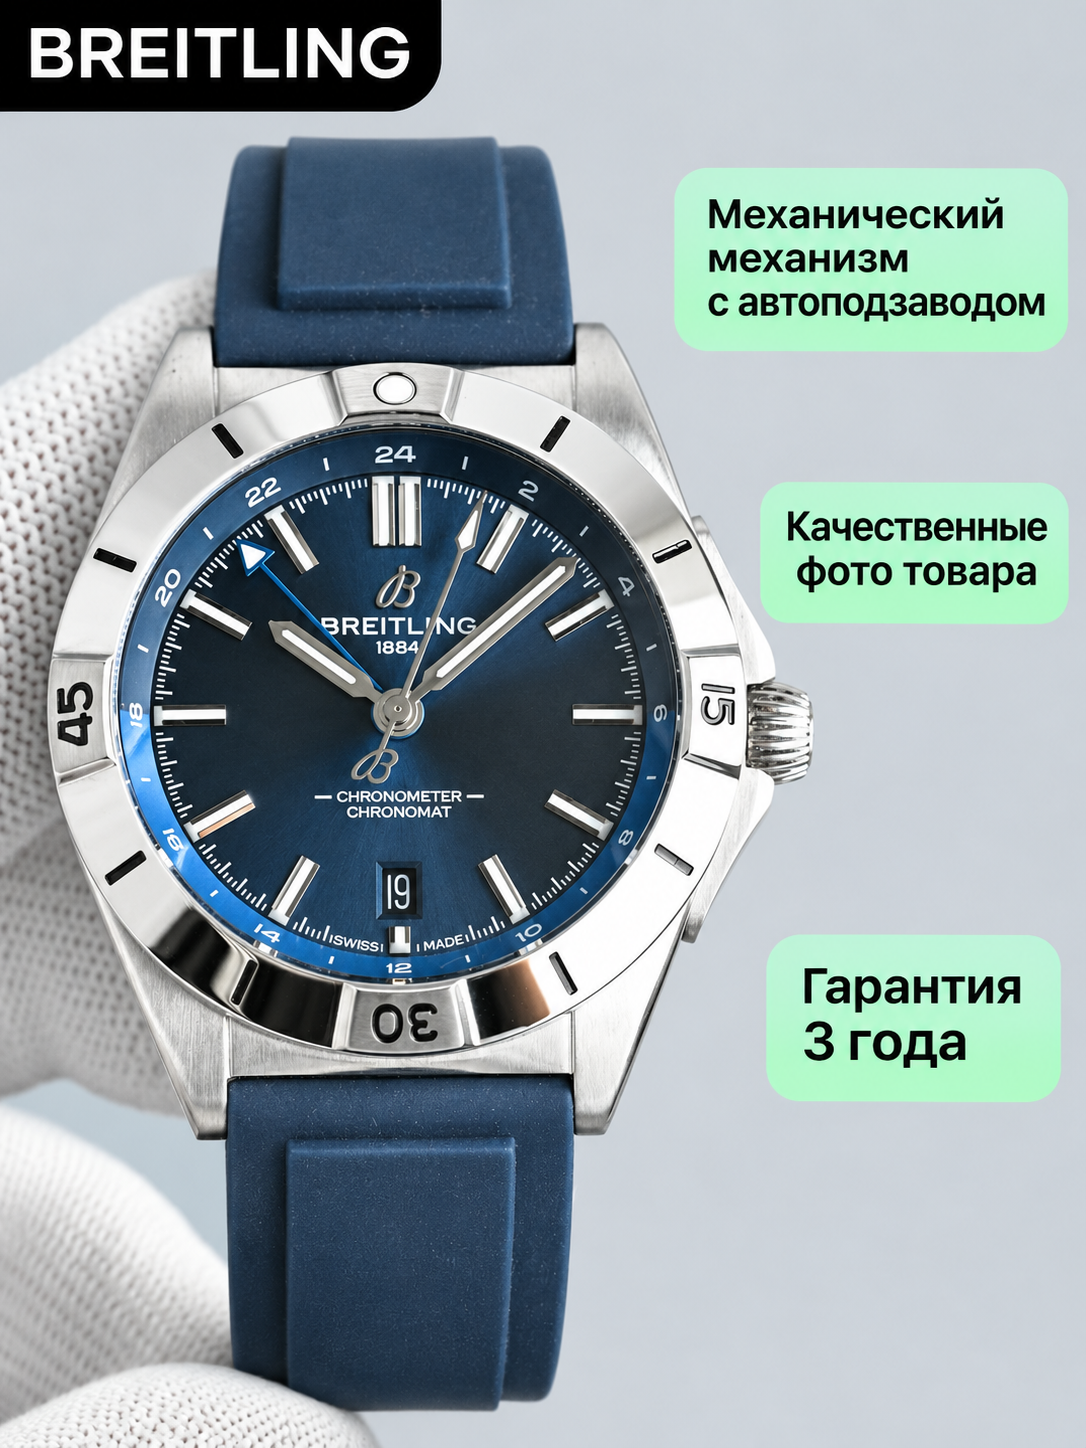 BREITLING
Механический
механизм
с автоподзаводом
Качественные
фото товара
Гарантия
3 года
24
2
4
6
8
10
12
14
16
18
20
22
B
BREITLING
1884
B
CHRONOMETER
CHRONOMAT
19
SWISS MADE
15
30
45